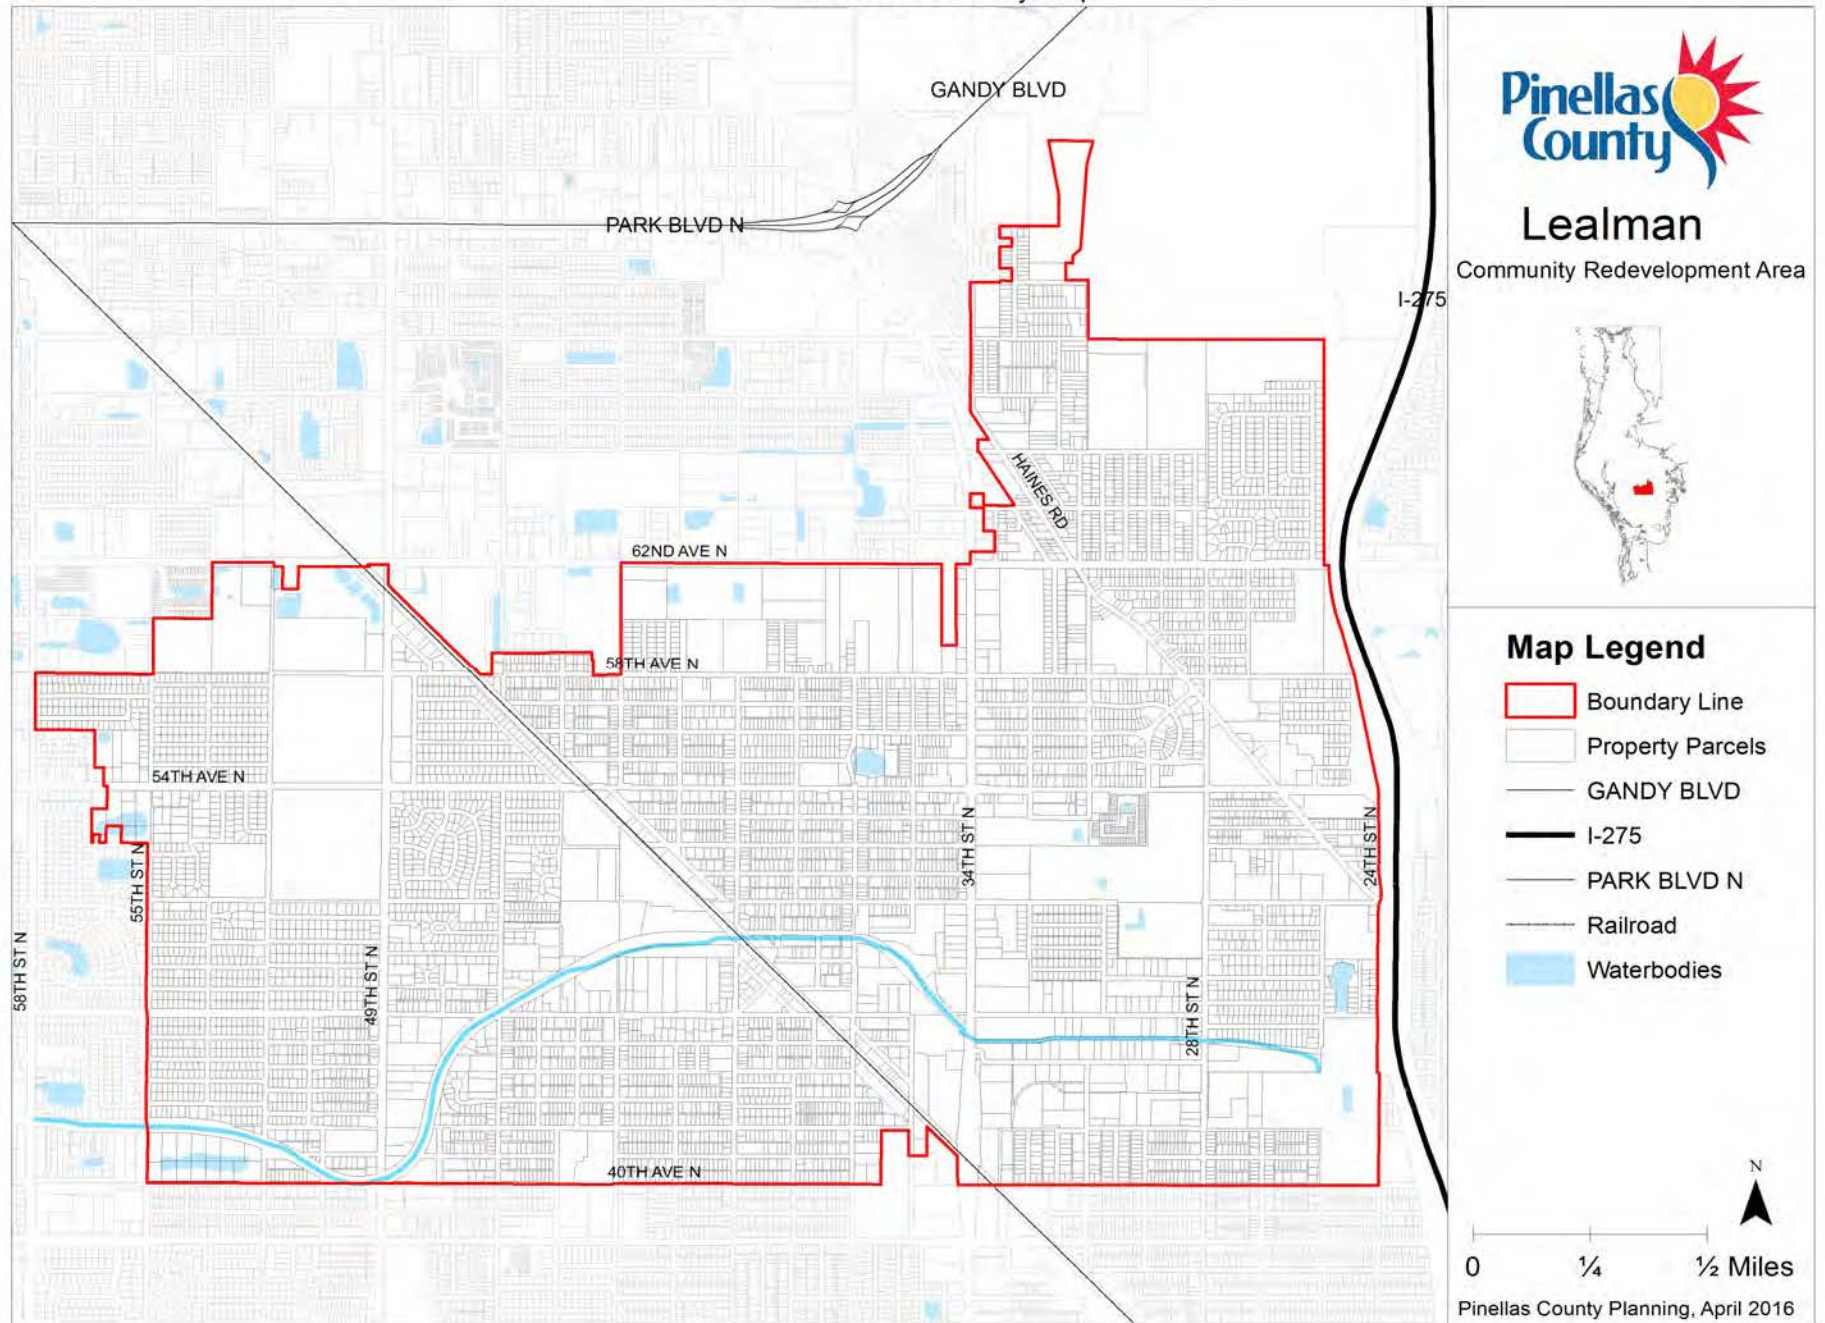 GANDY BLVD
PARK BLVD N
I-275
HAINES RD
62ND AVE N
58TH AVE N
54TH AVE N
34TH ST N
24TH ST N
55TH ST N
58TH ST N
49TH ST N
28TH ST N
40TH AVE N
Pinellas
County
Lealman
Community Redevelopment Area
Map Legend
Boundary Line
Property Parcels
GANDY BLVD
I-275
PARK BLVD N
Railroad
Waterbodies
N
0 ¼ ½ Miles
Pinellas County Planning, April 2016